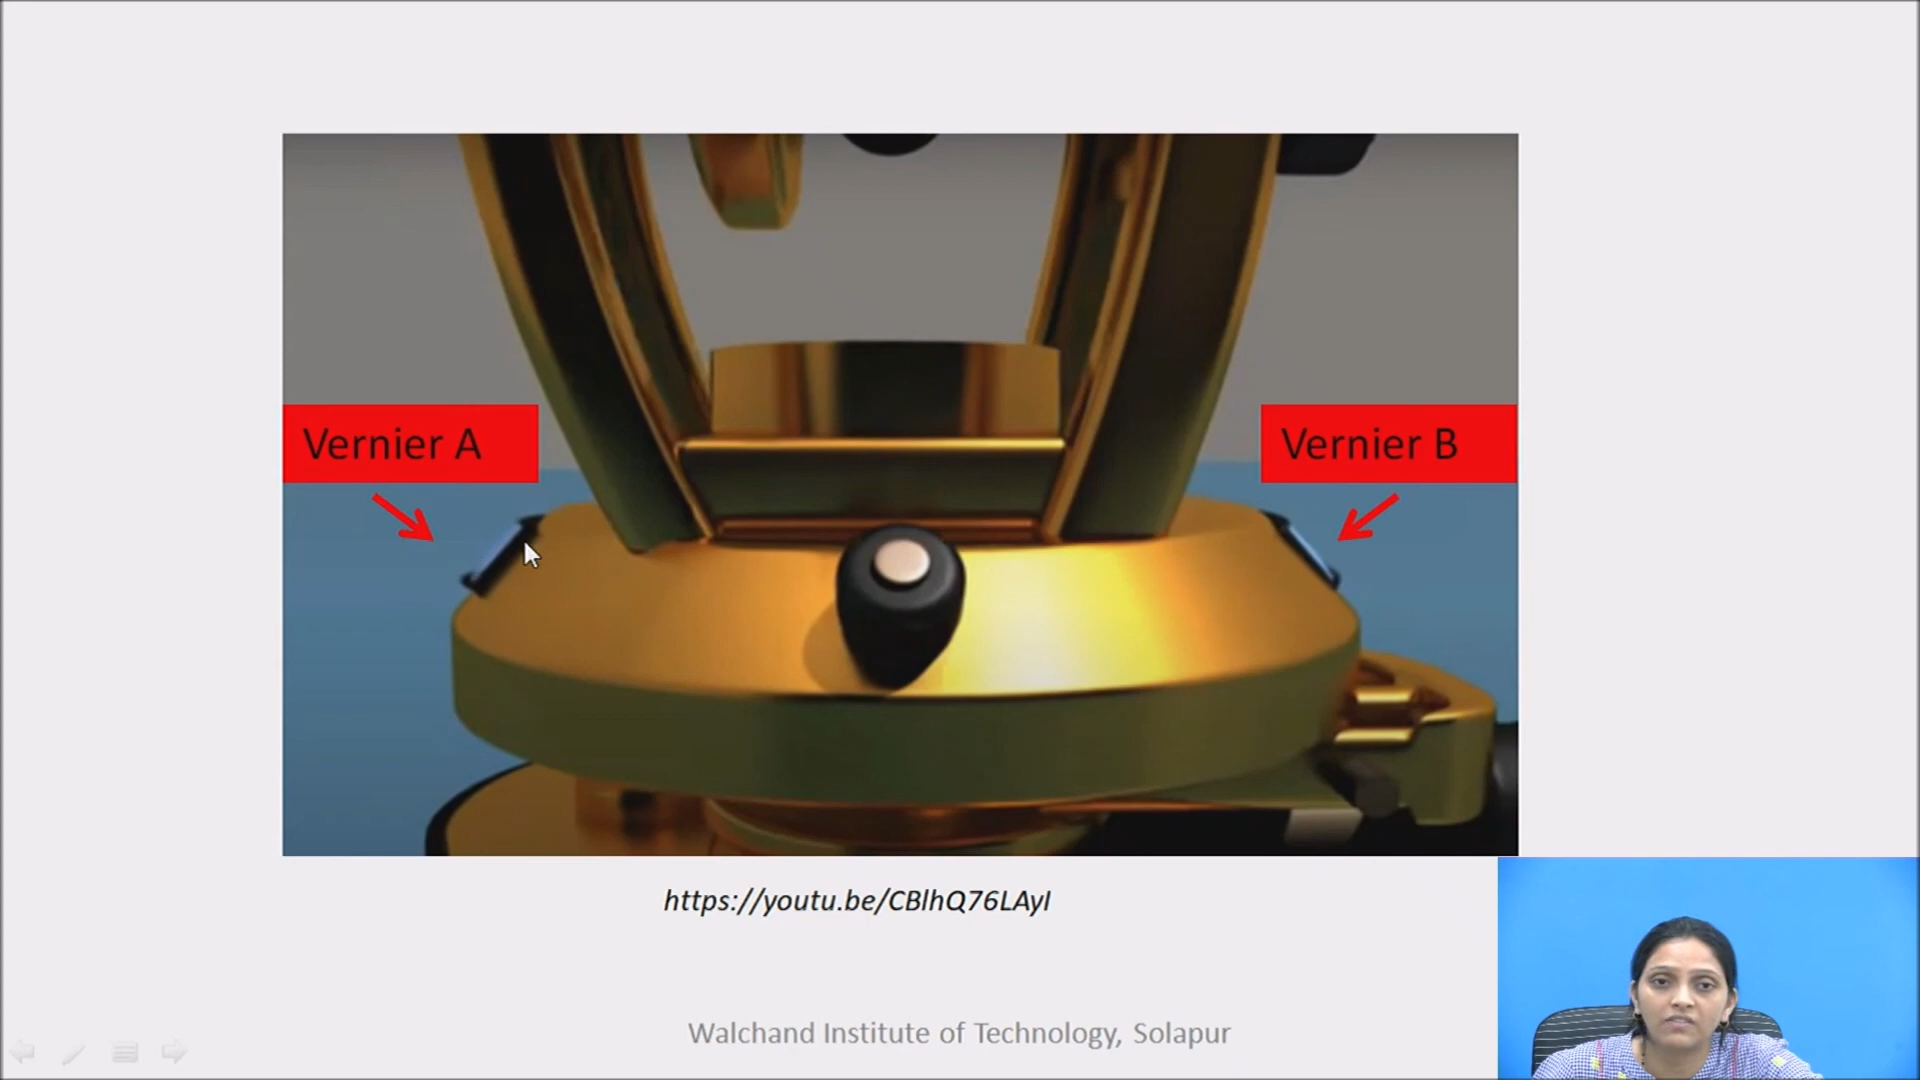 Vernier A
Vernier B
https://youtu.be/CBlhQ76LAyI
Walchand Institute of Technology, Solapur